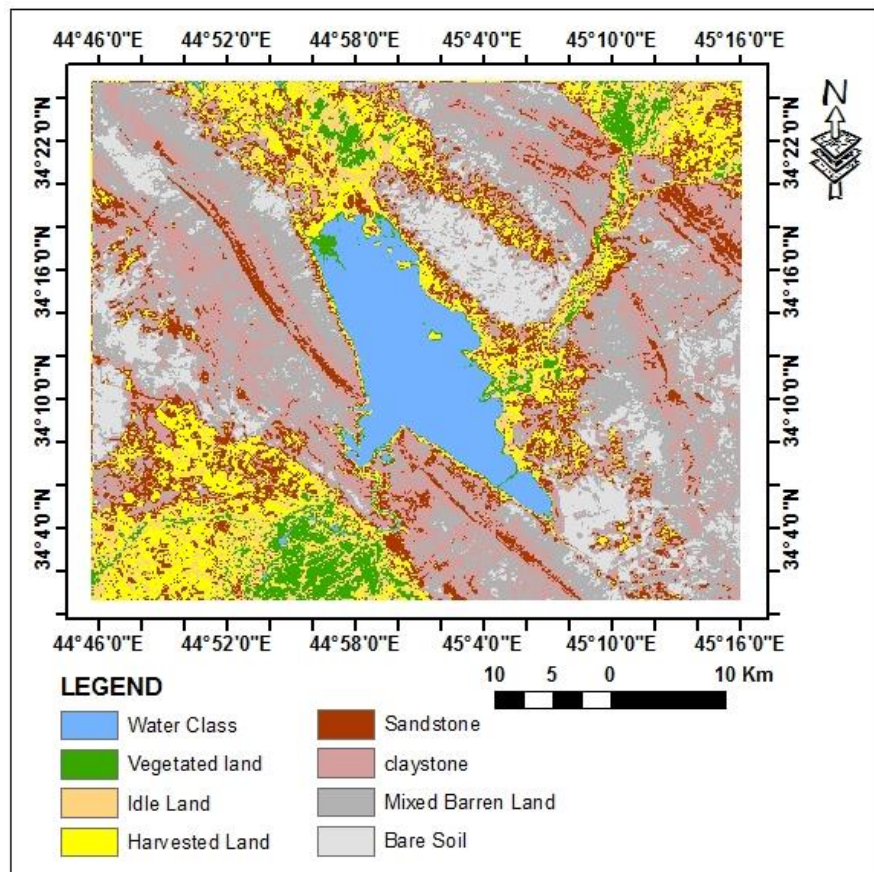 44°46'0"E 44°52'0"E 44°58'0"E 45°4'0"E 45°10'0"E 45°16'0"E
N
34°22'0"N 34°22'0"N
34°16'0"N 34°16'0"N
34°10'0"N 34°10'0"N
34°4'0"N 34°4'0"N
44°46'0"E 44°52'0"E 44°58'0"E 45°4'0"E 45°10'0"E 45°16'0"E
10 5 0 10 Km
LEGEND
Water Class
Vegetated land
Idle Land
Harvested Land
Sandstone
claystone
Mixed Barren Land
Bare Soil